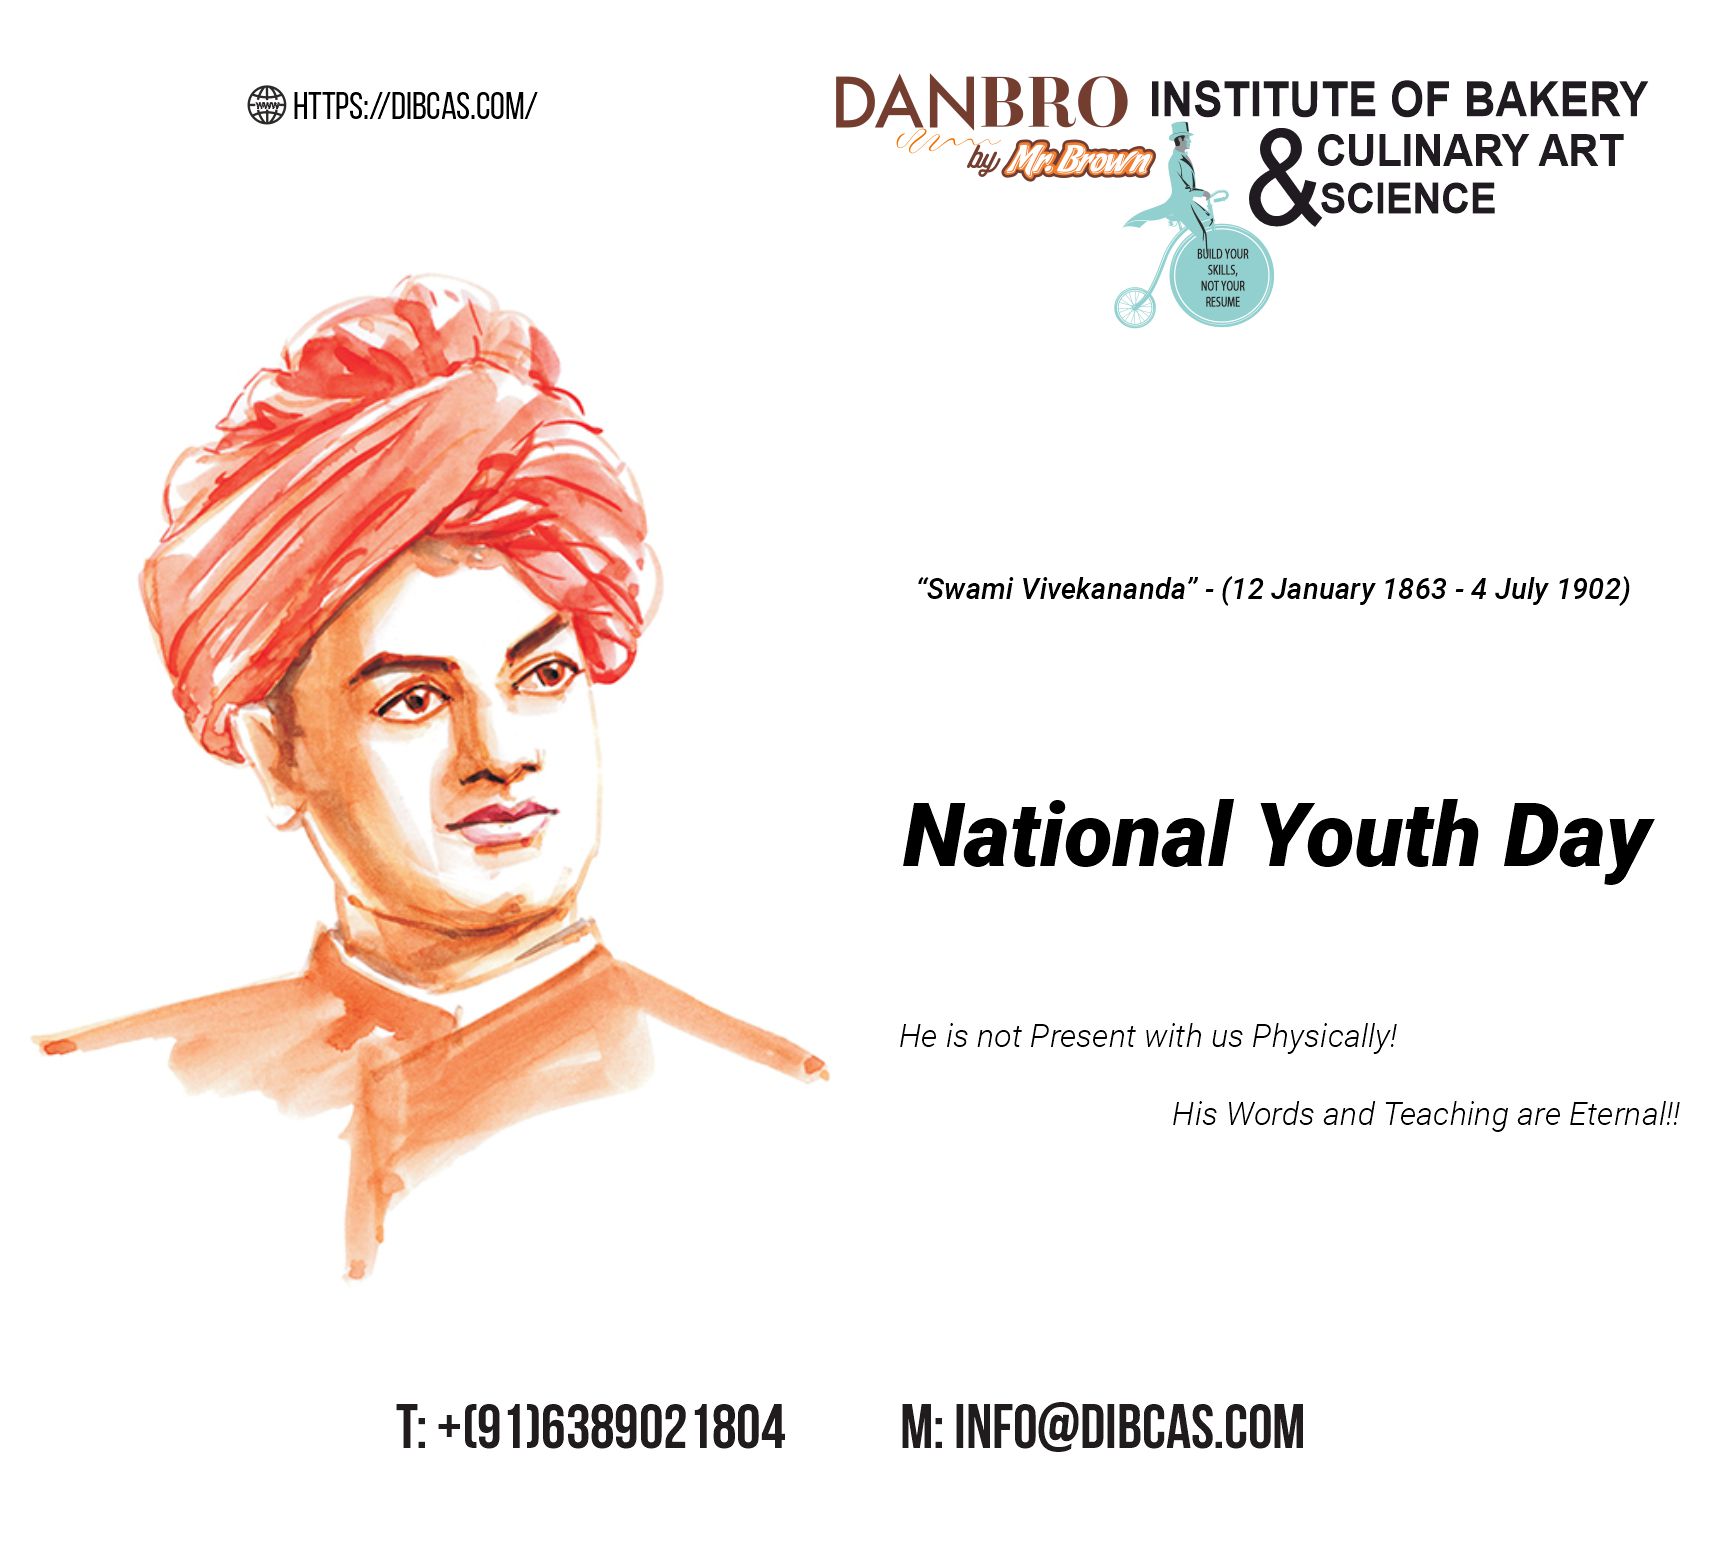 HTTPS://DIBCAS.COM/
DANBRO
by Mr. Brown
INSTITUTE OF BAKERY
& CULINARY ART
SCIENCE
BUILD YOUR
SKILLS,
NOT YOUR
RESUME
“Swami Vivekananda” - (12 January 1863 - 4 July 1902)
National Youth Day
He is not Present with us Physically!
His Words and Teaching are Eternal!!
T: +(91)6389021804
M: INFO@DIBCAS.COM